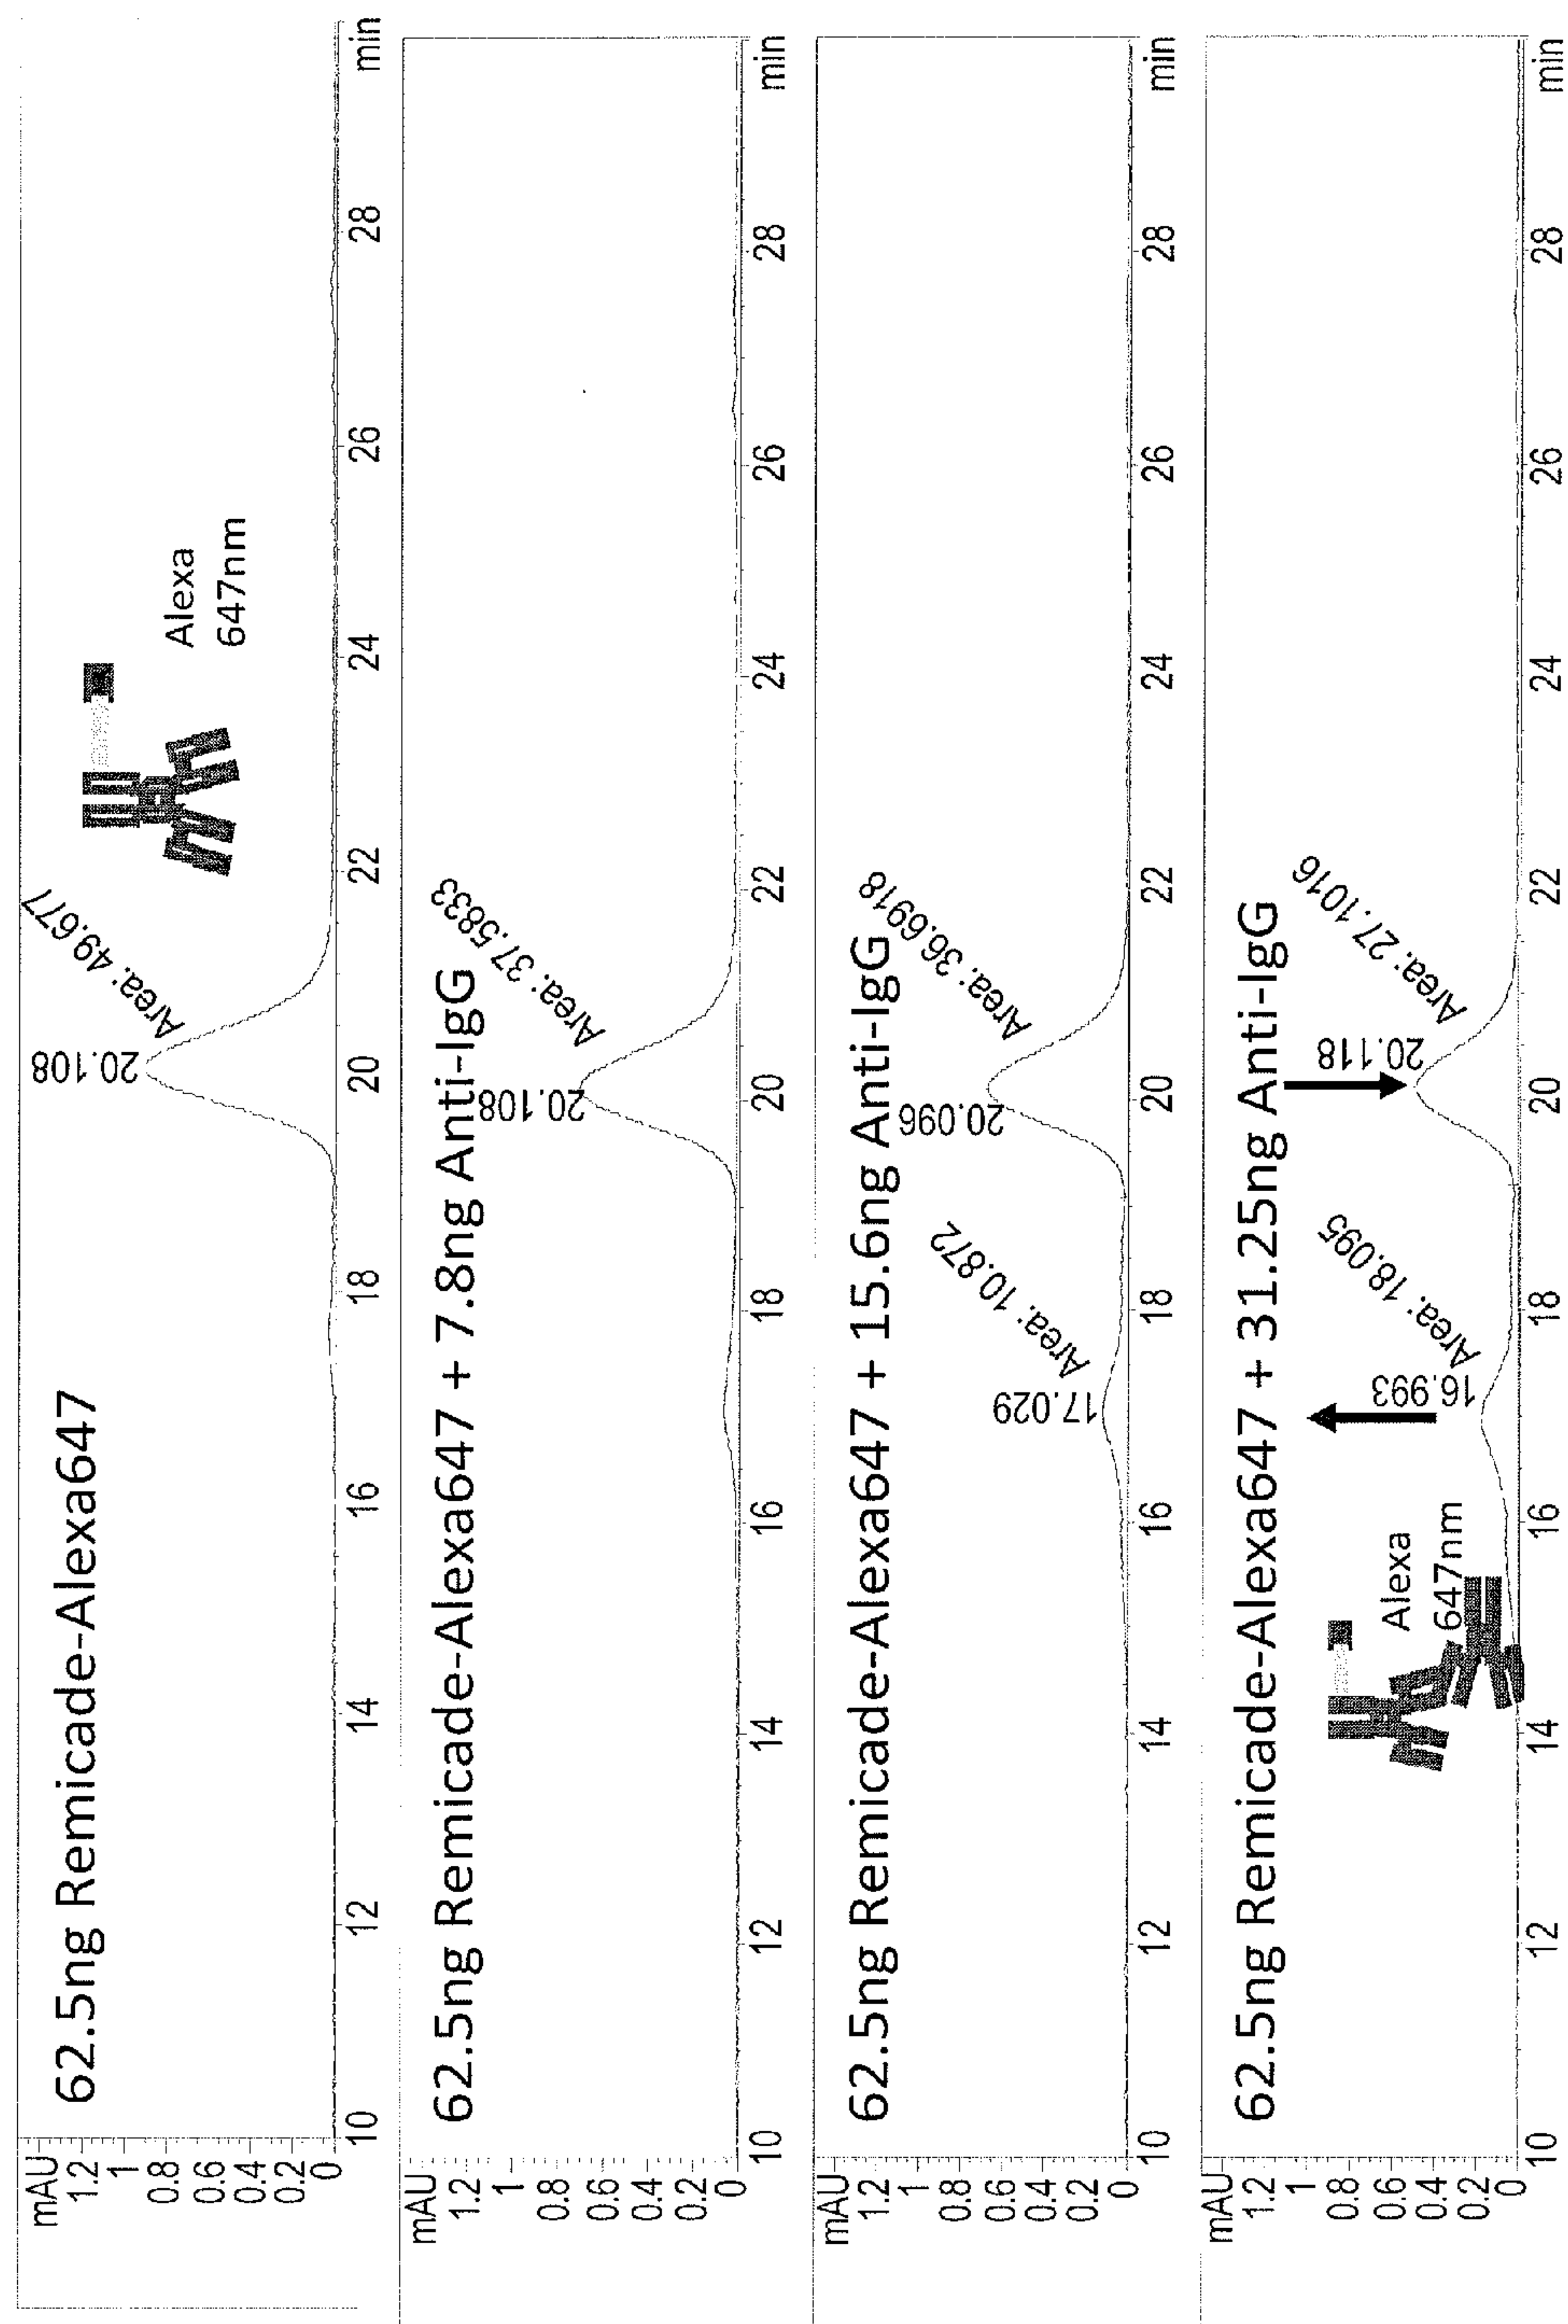 62.5ng Remicade-Alexa647
mAU
1.2
1
0.8
0.6
0.4
0.2
0
20.108
Area: 49.677
Alexa
647nm
10 12 14 16 18 20 22 24 26 28 min
62.5ng Remicade-Alexa647 + 7.8ng Anti-IgG
mAU
1.2
1
0.8
0.6
0.4
0.2
0
20.108
Area: 37.5833
10 12 14 16 18 20 22 24 26 28 min
62.5ng Remicade-Alexa647 + 15.6ng Anti-IgG
mAU
1.2
1
0.8
0.6
0.4
0.2
0
17.029
Area: 10.872
20.096
Area: 36.6918
10 12 14 16 18 20 22 24 26 28 min
62.5ng Remicade-Alexa647 + 31.25ng Anti-IgG
mAU
1.2
1
0.8
0.6
0.4
0.2
0
Alexa
647nm
16.993
Area: 18.095
20.118
Area: 27.1016
10 12 14 16 18 20 22 24 26 28 min